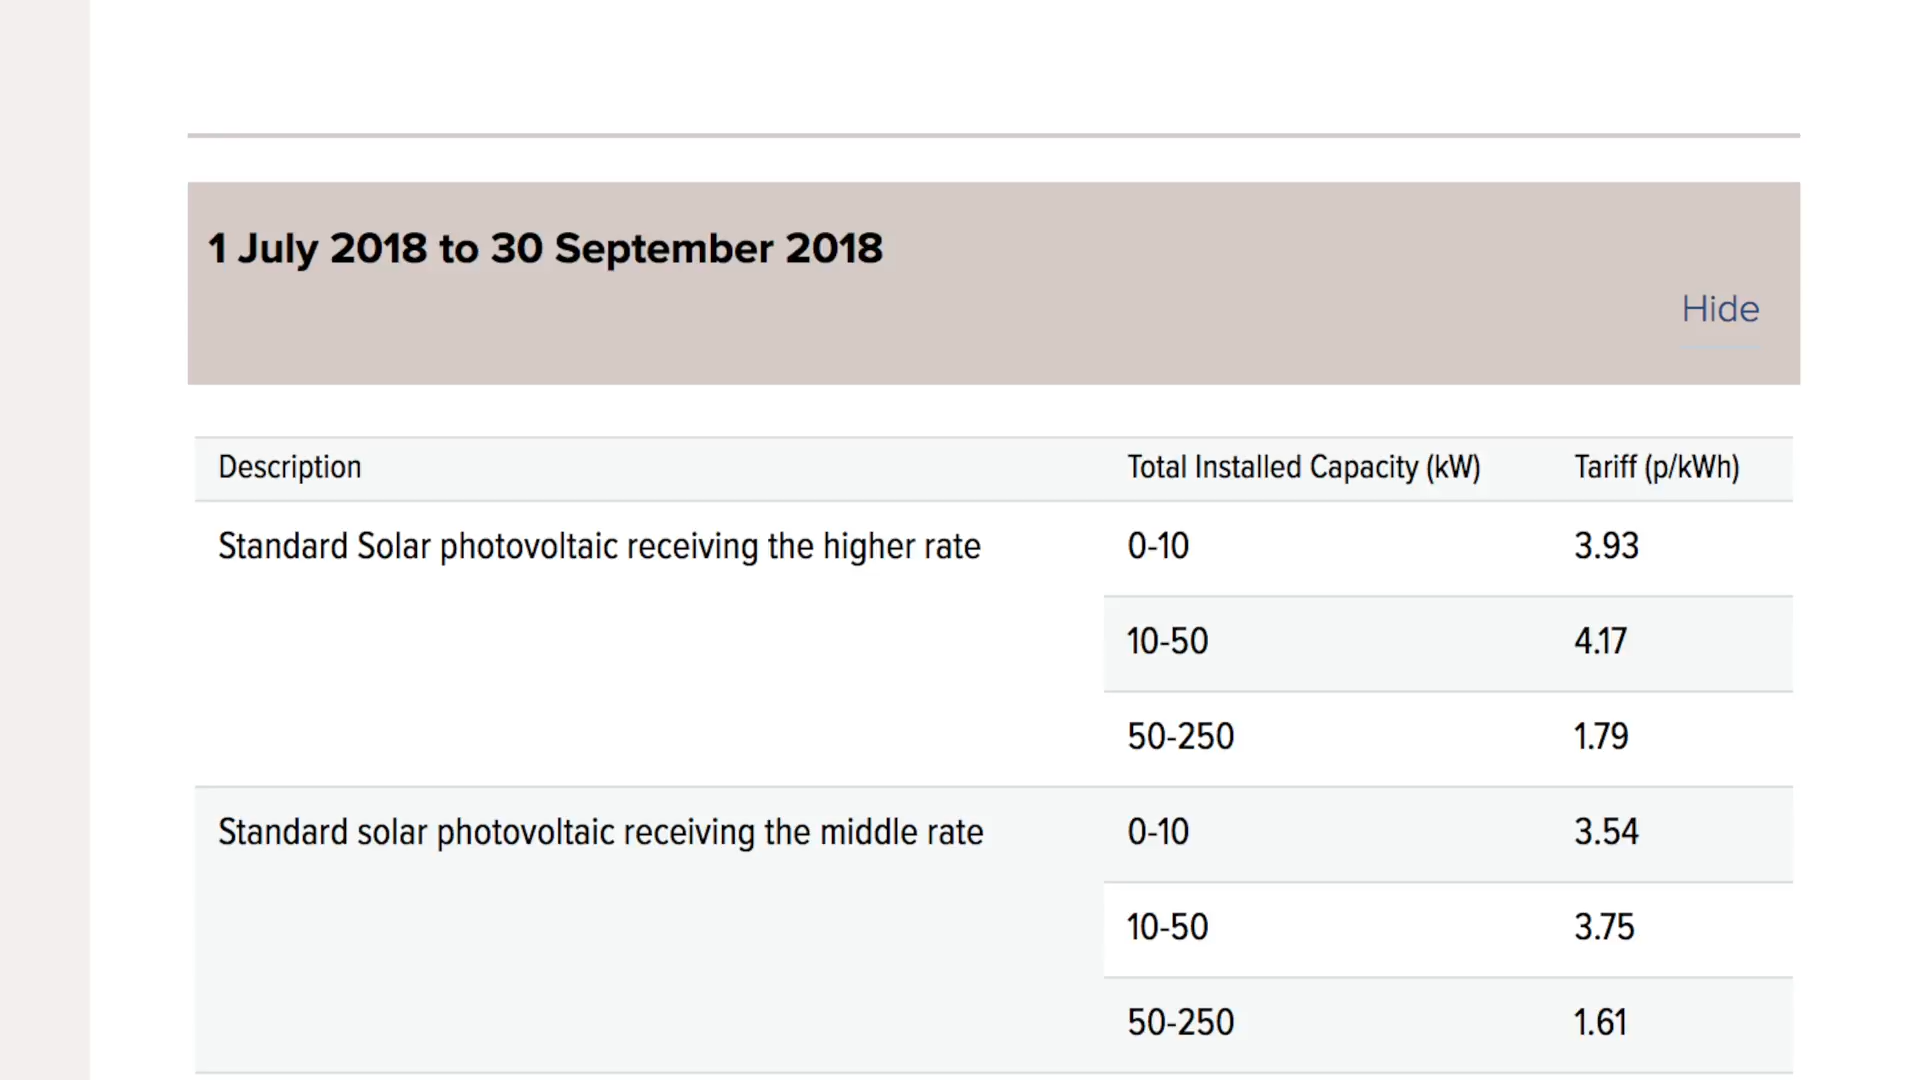 1 July 2018 to 30 September 2018
Hide
Description Total Installed Capacity (kW) Tariff (p/kWh)
Standard Solar photovoltaic receiving the higher rate 0-10 3.93
10-50 4.17
50-250 1.79
Standard solar photovoltaic receiving the middle rate 0-10 3.54
10-50 3.75
50-250 1.61